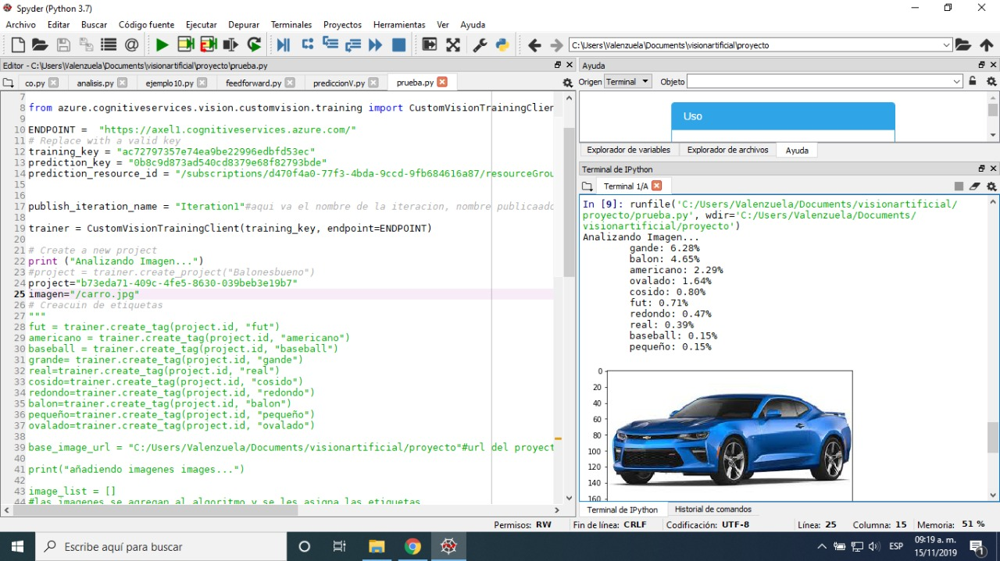 Spyder (Python 3.7)
Archivo Editar Buscar Código fuente Ejecutar Depurar Terminales Proyectos Herramientas Ver Ayuda
C:\Users\Valenzuela\Documents\visionartificial\proyecto
Editor - C:\Users\Valenzuela\Documents\visionartificial\proyecto\prueba.py
co.py analisis.py ejemplo10.py feedforward.py prediccionV.py prueba.py
7
8 from azure.cognitiveservices.vision.customvision.training import CustomVisionTrainingClien
9
10 ENDPOINT = "https://axel1.cognitiveservices.azure.com/"
11 # Replace with a valid key
12 training_key = "ac72797357e74ea9be22996edbfd53ec"
13 prediction_key = "0b8c9d873ad540cd8379e68f82793bde"
14 prediction_resource_id = "/subscriptions/d470f4a0-77f3-4bda-9ccd-9fb684616a87/resourceGrou
15
16
17 publish_iteration_name = "Iteration1"#aqui va el nombre de la iteracion, nombre publicaado
18
19 trainer = CustomVisionTrainingClient(training_key, endpoint=ENDPOINT)
20
21 # Create a new project
22 print ("Analizando Imagen...")
23 #project = trainer.create_project("Balonesbueno")
24 project="b73eda71-409c-4fe5-8630-039beb3e19b7"
25 imagen="/carro.jpg"
26 # Creacuin de etiquetas
27 """
28 fut = trainer.create_tag(project.id, "fut")
29 americano = trainer.create_tag(project.id, "americano")
30 baseball = trainer.create_tag(project.id, "baseball")
31 grande= trainer.create_tag(project.id, "gande")
32 real=trainer.create_tag(project.id, "real")
33 cosido=trainer.create_tag(project.id, "cosido")
34 redondo=trainer.create_tag(project.id, "redondo")
35 balon=trainer.create_tag(project.id, "balon")
36 pequeño=trainer.create_tag(project.id, "pequeño")
37 ovalado=trainer.create_tag(project.id, "ovalado")
38
39 base_image_url = "C:/Users/Valenzuela/Documents/visionartificial/proyecto"#url del proyect
40
41 print("añadiendo imagenes images...")
42
43 image_list = []
44 #las imagenes se agregan al algoritmo y se les asigna las etiquetas
Ayuda
Origen Terminal Objeto
Uso
Explorador de variables Explorador de archivos Ayuda
Terminal de IPython
Terminal 1/A
In [9]: runfile('C:/Users/Valenzuela/Documents/visionartificial/
proyecto/prueba.py', wdir='C:/Users/Valenzuela/Documents/
visionartificial/proyecto')
Analizando Imagen...
gande: 6.28%
balon: 4.65%
americano: 2.29%
ovalado: 1.64%
cosido: 0.80%
fut: 0.71%
redondo: 0.47%
real: 0.39%
baseball: 0.15%
pequeño: 0.15%
0
20
40
60
80
100
120
140
160
Terminal de IPython Historial de comandos
Permisos: RW Fin de línea: CRLF Codificación: UTF-8 Línea: 25 Columna: 15 Memoria: 51 %
Escribe aquí para buscar
ESP
09:19 a. m.
15/11/2019
1